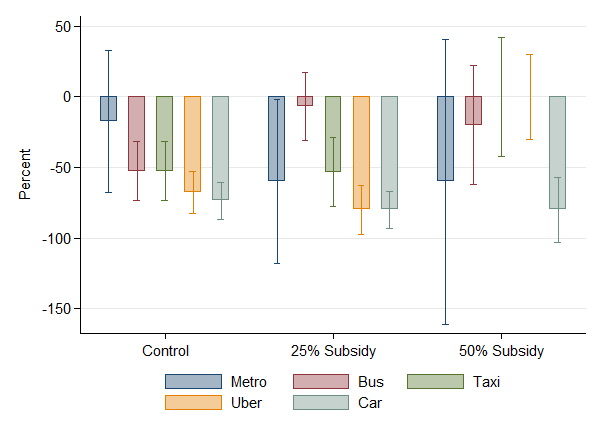 50
0
-50
-100
-150
Percent
Control 25% Subsidy 50% Subsidy
Metro Bus Taxi
Uber Car